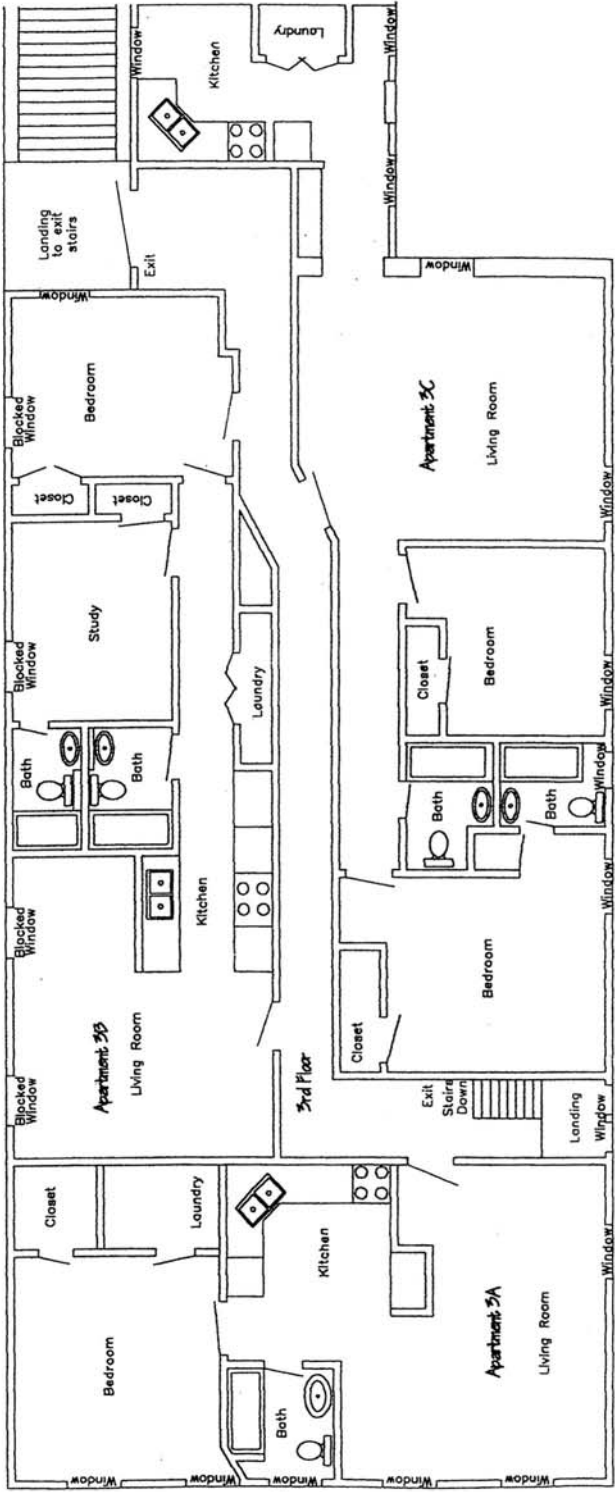 Window
Window
Window
Window
Window
Bedroom
Closet
Laundry
Bath
Kitchen
Apartment 3A
Living Room
Window
Blocked
Window
Blocked
Window
Apartment 3B
Living Room
Kitchen
Bath
Bath
Laundry
Blocked
Window
Study
Closet
Closet
Blocked
Window
Bedroom
Window
Landing
to exit
stairs
Exit
3rd Floor
Exit
Stairs
Down
Landing
Window
Closet
Bedroom
Window
Bath
Bath
Window
Closet
Bedroom
Window
Apartment 3C
Living Room
Window
Window
Window
Kitchen
Laundry
Window
Window